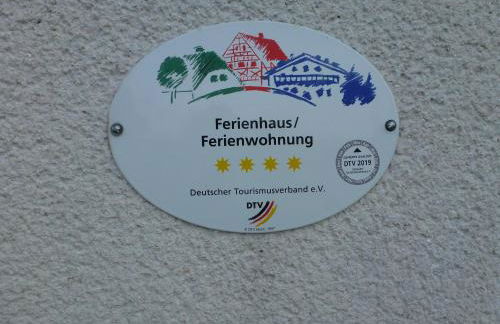 Ferienhaus/
Ferienwohnung
DTV 2019
Deutscher Tourismusverband e.V.
DTV